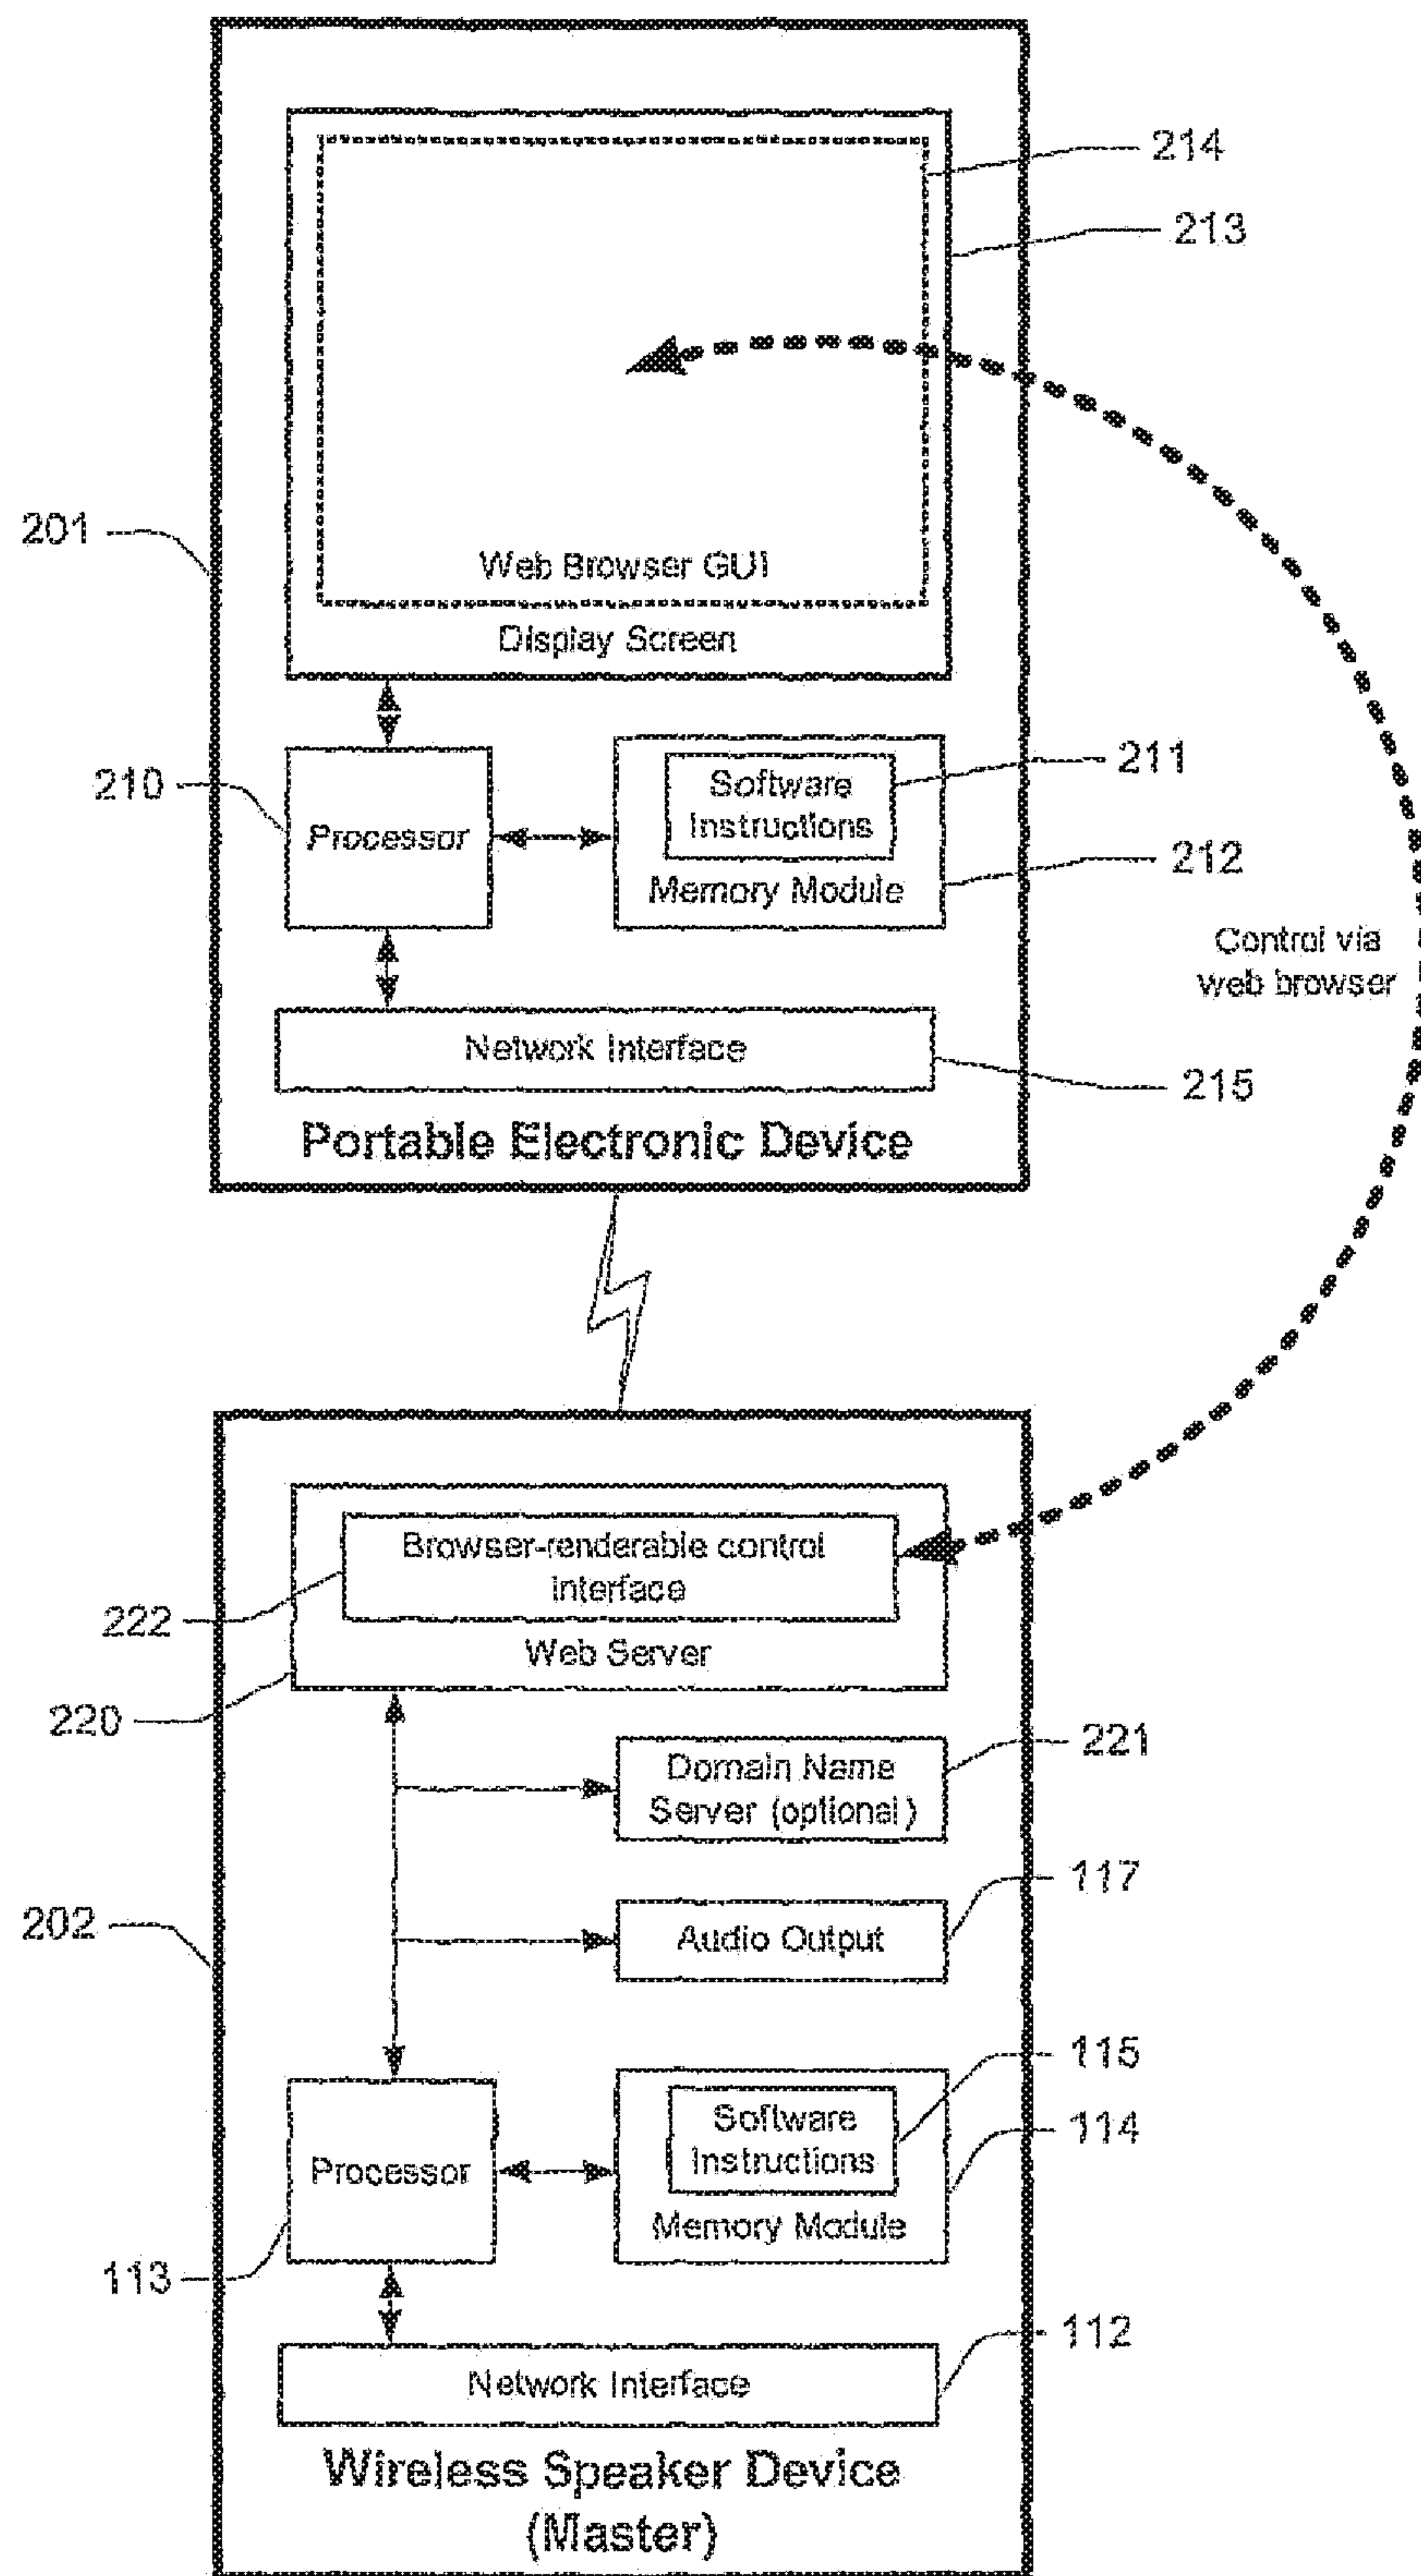 214
213
201
Web Browser GUI
Display Screen
210
Processor
Software
Instructions
Memory Module
211
212
Control via
web browser
Network Interface
215
Portable Electronic Device
Browser-renderable control
interface
222
Web Server
220
Domain Name
Server (optional)
221
202
Audio Output
117
Processor
Software
Instructions
Memory Module
115
114
113
Network Interface
112
Wireless Speaker Device
(Master)